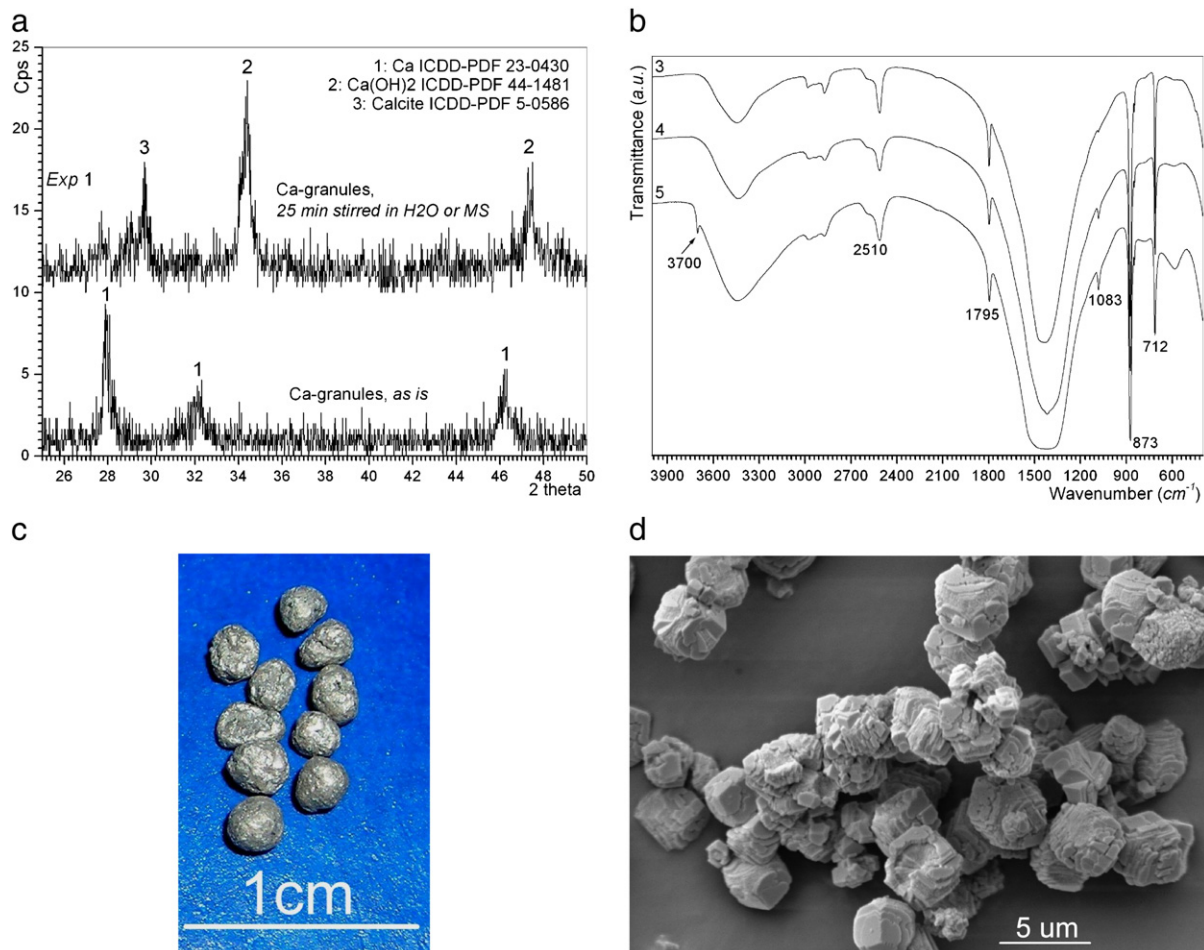 a
25
20
15
10
5
0
Cps
1: Ca ICDD-PDF 23-0430
2: Ca(OH)2 ICDD-PDF 44-1481
3: Calcite ICDD-PDF 5-0586
2
3
2
Exp 1
Ca-granules,
25 min stirred in H2O or MS
1
1
1
Ca-granules, as is
26 28 30 32 34 36 38 40 42 44 46 48 50
2 theta
b
Transmittance (a.u.)
3
4
5
3700
2510
1795
1083
712
873
3900 3600 3300 3000 2700 2400 2100 1800 1500 1200 900 600
Wavenumber (cm-1)
c
1cm
d
5 um